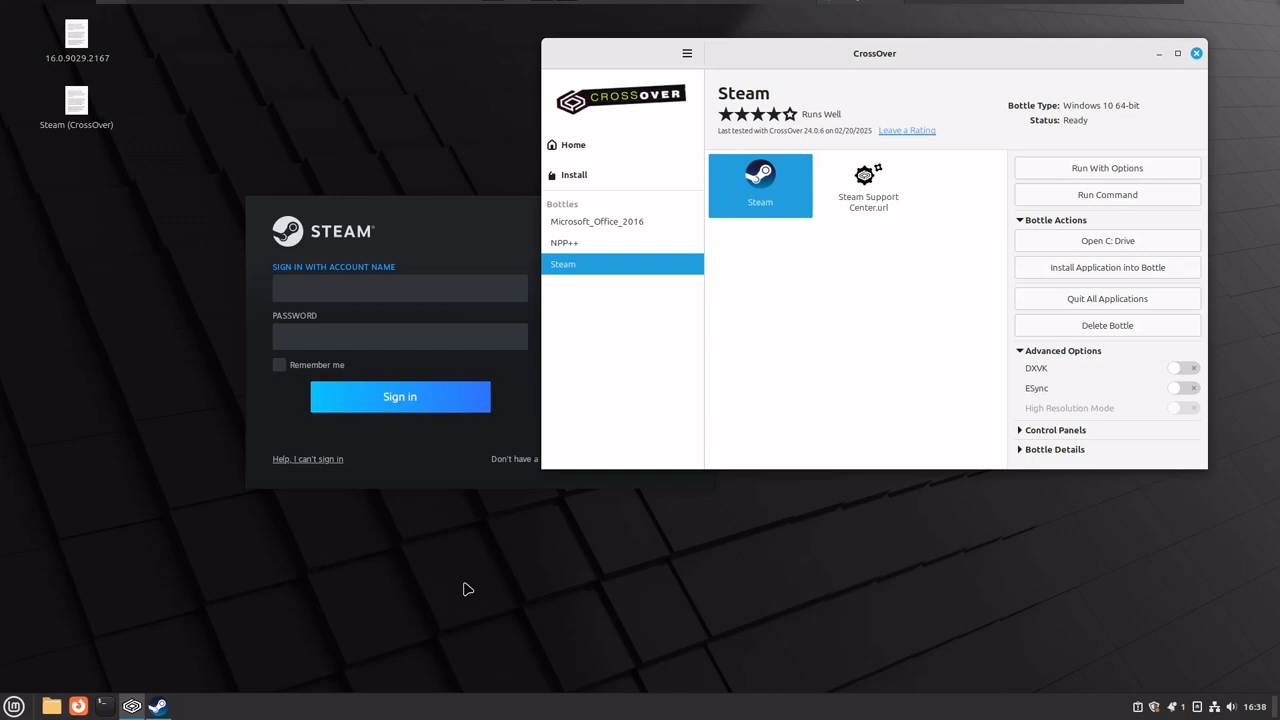 16.0.9029.2167
Steam (CrossOver)
STEAM
SIGN IN WITH ACCOUNT NAME
PASSWORD
Remember me
Sign in
Help, I can't sign in
Don't have a
CrossOver
CROSSOVER
Home
Install
Bottles
Microsoft_Office_2016
NPP++
Steam
Steam
Runs Well
Last tested with CrossOver 24.0.6 on 02/20/2025 Leave a Rating
Bottle Type: Windows 10 64-bit
Status: Ready
Steam
Steam Support
Center.url
Run With Options
Run Command
Bottle Actions
Open C: Drive
Install Application into Bottle
Quit All Applications
Delete Bottle
Advanced Options
DXVK
ESync
High Resolution Mode
Control Panels
Bottle Details
1
16:38